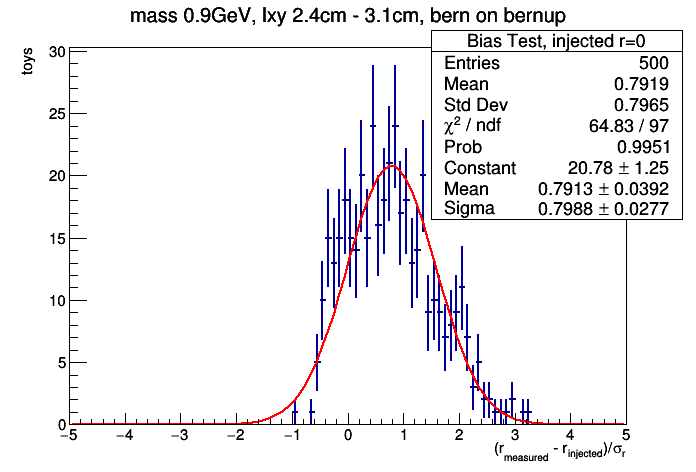 mass 0.9GeV, lxy 2.4cm - 3.1cm, bern on bernup
Bias Test, injected r=0
Entries 500
Mean 0.7919
Std Dev 0.7965
χ² / ndf 64.83 / 97
Prob 0.9951
Constant 20.78 ± 1.25
Mean 0.7913 ± 0.0392
Sigma 0.7988 ± 0.0277
toys
30
25
20
15
10
5
0
−5 −4 −3 −2 −1 0 1 2 3 4 5
(r_measured - r_injected)/σ_r